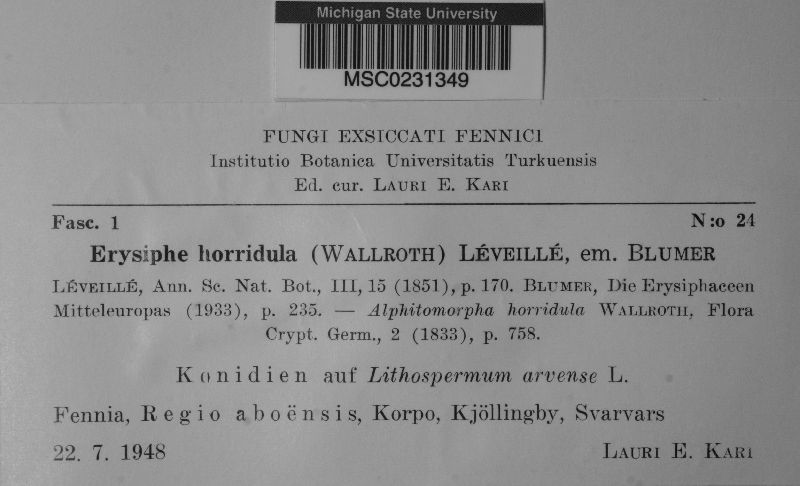 Michigan State University
MSC0231349
FUNGI EXSICCATI FENNICI
Institutio Botanica Universitatis Turkuensis
Ed. cur. LAURI E. KARI
Fasc. 1 N:o 24
Erysiphe horridula (WALLROTH) LÉVEILLÉ, em. BLUMER
LÉVEILLÉ, Ann. Sc. Nat. Bot., III, 15 (1851), p. 170. BLUMER, Die Erysiphaceen
Mitteleuropas (1933), p. 235. — Alphitomorpha horridula WALLROTH, Flora
Crypt. Germ., 2 (1833), p. 758.
Konidien auf Lithospermum arvense L.
Fennia, Regio aboënsis, Korpo, Kjöllingby, Svarvars
22. 7. 1948 LAURI E. KARI